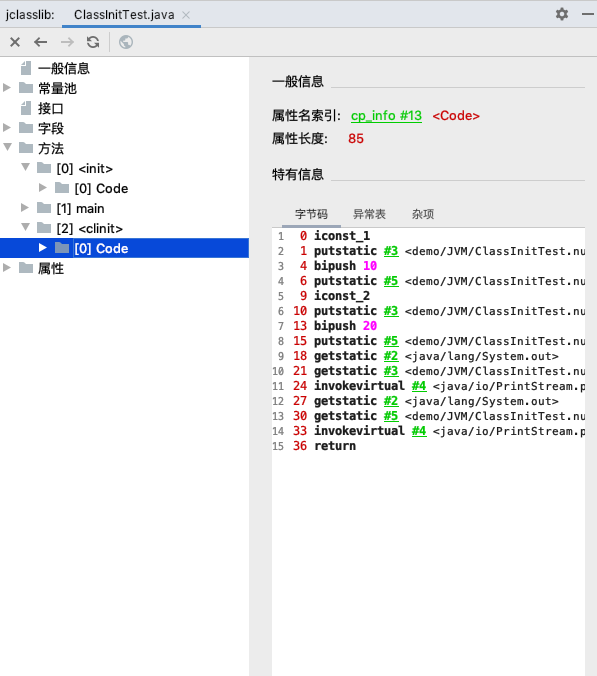 jclasslib: ClassInitTest.java
一般信息
常量池
接口
字段
方法
[0] <init>
[0] Code
[1] main
[2] <clinit>
[0] Code
属性
一般信息
属性名索引: cp_info #13 <Code>
属性长度: 85
特有信息
字节码 异常表 杂项
1 0 iconst_1
2 1 putstatic #3 <demo/JVM/ClassInitTest.nu
3 4 bipush 10
4 6 putstatic #5 <demo/JVM/ClassInitTest.nu
5 9 iconst_2
6 10 putstatic #3 <demo/JVM/ClassInitTest.nu
7 13 bipush 20
8 15 putstatic #5 <demo/JVM/ClassInitTest.nu
9 18 getstatic #2 <java/lang/System.out>
10 21 getstatic #3 <demo/JVM/ClassInitTest.nu
11 24 invokevirtual #4 <java/io/PrintStream.p
12 27 getstatic #2 <java/lang/System.out>
13 30 getstatic #5 <demo/JVM/ClassInitTest.nu
14 33 invokevirtual #4 <java/io/PrintStream.p
15 36 return